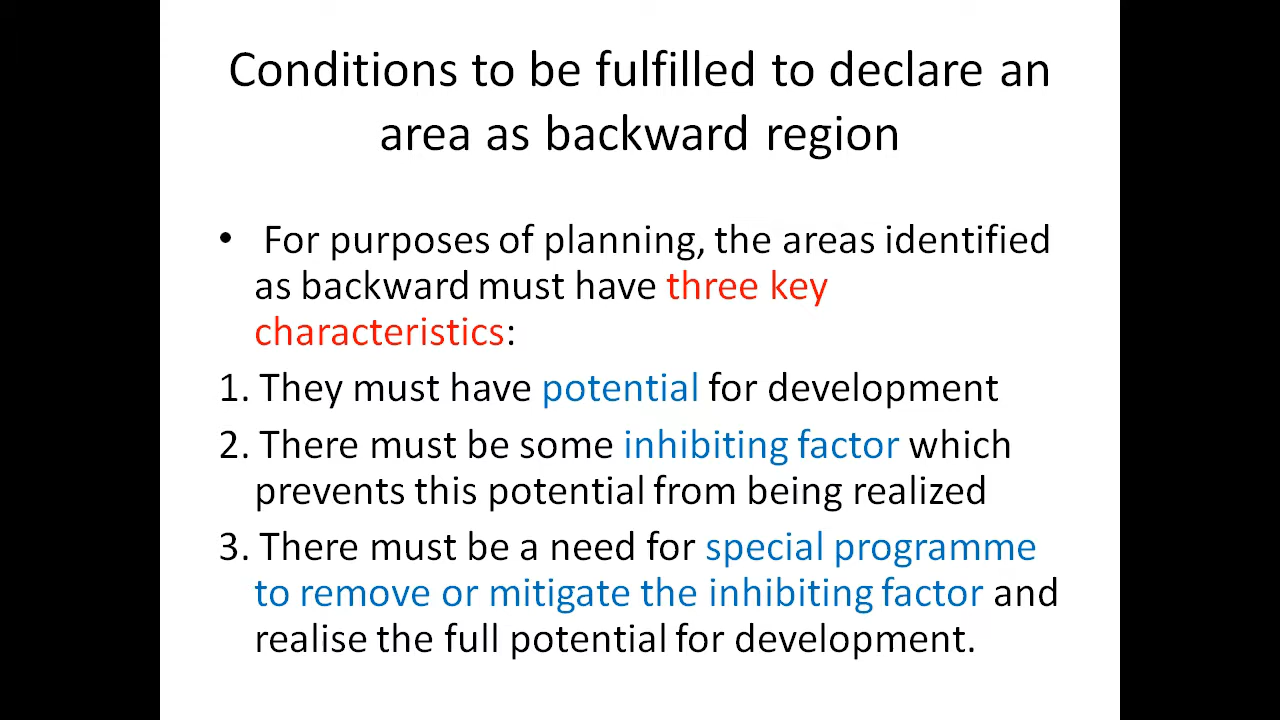 Conditions to be fulfilled to declare an
area as backward region
• For purposes of planning, the areas identified
as backward must have three key
characteristics:
1. They must have potential for development
2. There must be some inhibiting factor which
prevents this potential from being realized
3. There must be a need for special programme
to remove or mitigate the inhibiting factor and
realise the full potential for development.